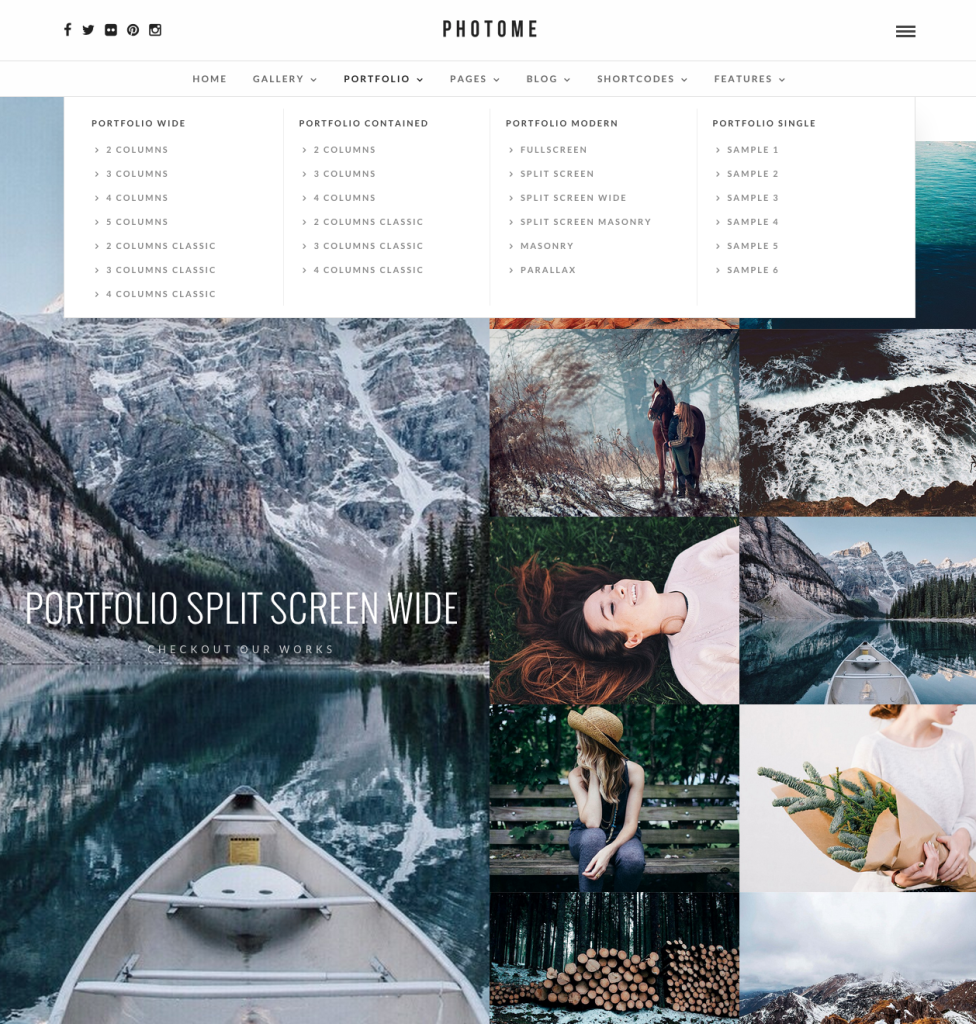 PHOTOME
HOME GALLERY PORTFOLIO PAGES BLOG SHORTCODES FEATURES
PORTFOLIO WIDE
2 COLUMNS
3 COLUMNS
4 COLUMNS
5 COLUMNS
2 COLUMNS CLASSIC
3 COLUMNS CLASSIC
4 COLUMNS CLASSIC
PORTFOLIO CONTAINED
2 COLUMNS
3 COLUMNS
4 COLUMNS
2 COLUMNS CLASSIC
3 COLUMNS CLASSIC
4 COLUMNS CLASSIC
PORTFOLIO MODERN
FULLSCREEN
SPLIT SCREEN
SPLIT SCREEN WIDE
SPLIT SCREEN MASONRY
MASONRY
PARALLAX
PORTFOLIO SINGLE
SAMPLE 1
SAMPLE 2
SAMPLE 3
SAMPLE 4
SAMPLE 5
SAMPLE 6
PORTFOLIO SPLIT SCREEN WIDE
CHECKOUT OUR WORKS